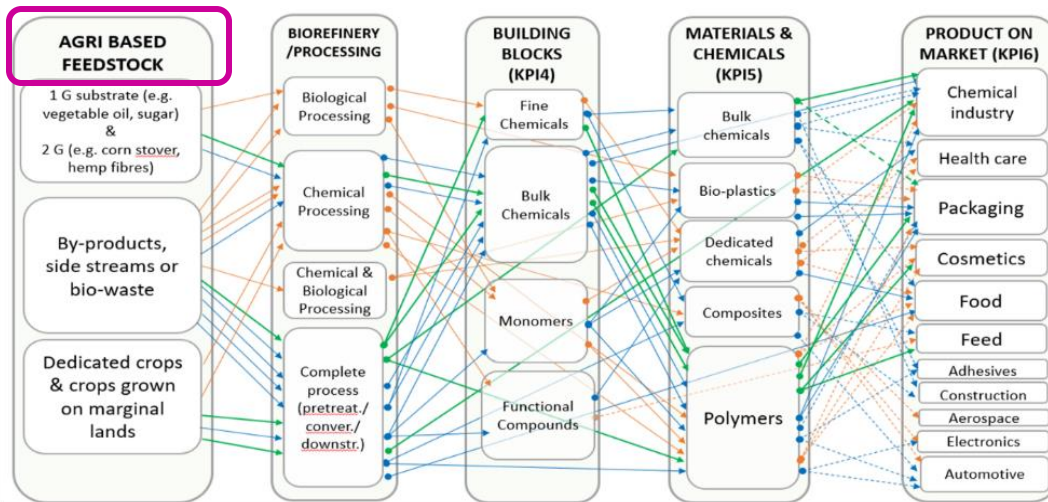 AGRI BASED
FEEDSTOCK
1 G substrate (e.g.
vegetable oil, sugar)
&
2 G (e.g. corn stover,
hemp fibres)
By-products,
side streams or
bio-waste
Dedicated crops
& crops grown
on marginal
lands
BIOREFINERY
/PROCESSING
Biological
Processing
Chemical
Processing
Chemical &
Biological
Processing
Complete
process
(pretreat./
conver./
downstr.)
BUILDING
BLOCKS
(KPI4)
Fine
Chemicals
Bulk
Chemicals
Monomers
Functional
Compounds
MATERIALS &
CHEMICALS
(KPI5)
Bulk
chemicals
Bio-plastics
Dedicated
chemicals
Composites
Polymers
PRODUCT ON
MARKET (KPI6)
Chemical
industry
Health care
Packaging
Cosmetics
Food
Feed
Adhesives
Construction
Aerospace
Electronics
Automotive